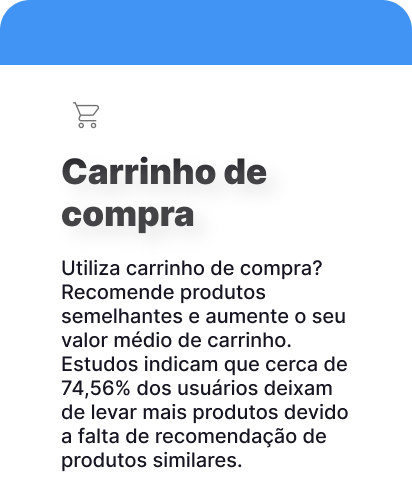 Carrinho de
compra
Utiliza carrinho de compra?
Recomende produtos
semelhantes e aumente o seu
valor médio de carrinho.
Estudos indicam que cerca de
74,56% dos usuários deixam
de levar mais produtos devido
a falta de recomendação de
produtos similares.